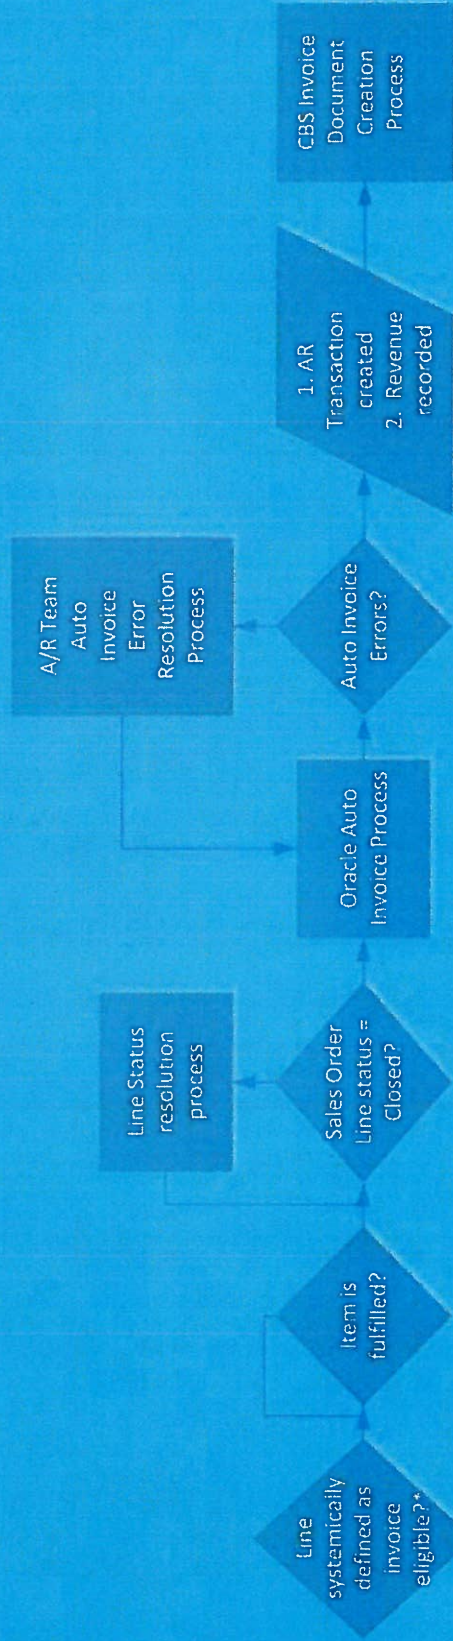 Line
systemically
defined as
invoice
eligible?*
Item is
fulfilled?
Sales Order
Line status =
Closed?
Line Status
resolution
process
Oracle Auto
Invoice Process
Auto Invoice
Errors?
A/R Team
Auto
Invoice
Error
Resolution
Process
1. AR
Transaction
created
2. Revenue
recorded
CBS Invoice
Document
Creation
Process